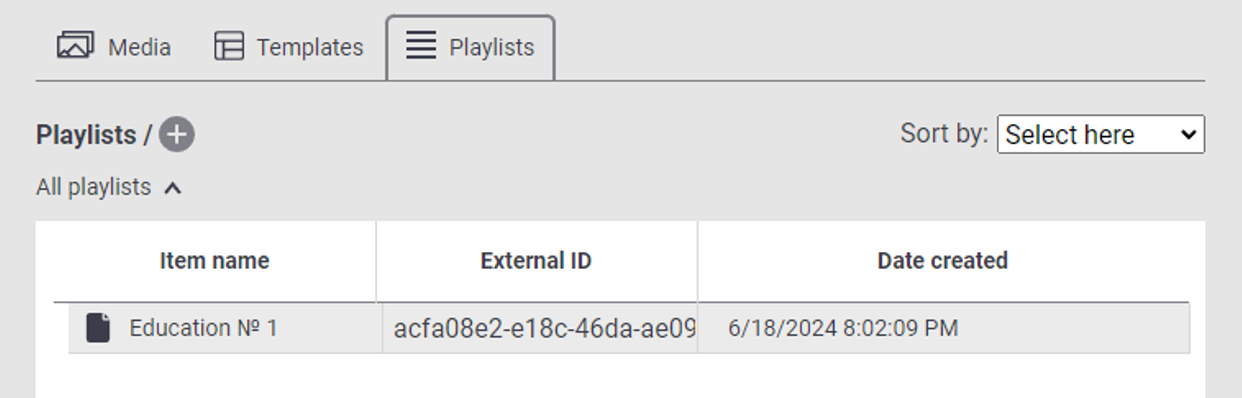 Media Templates Playlists
Playlists /
Sort by: Select here
All playlists
Item name External ID Date created
Education № 1 acfa08e2-e18c-46da-ae09 6/18/2024 8:02:09 PM